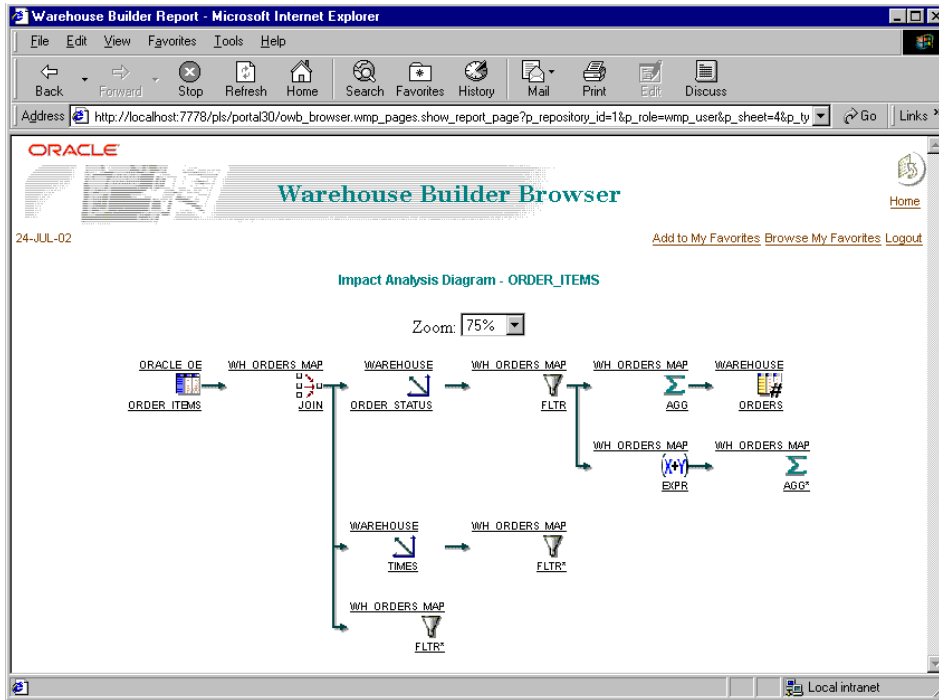 Warehouse Builder Report - Microsoft Internet Explorer
File Edit View Favorites Tools Help
Back Forward Stop Refresh Home Search Favorites History Mail Print Edit Discuss
Address http://localhost:7778/pls/portal30/owb_browser.wmp_pages.show_report_page?p_repository_id=1&p_role=wmp_user&p_sheet=4&p_ty Go Links
ORACLE
Warehouse Builder Browser
Home
24-JUL-02 Add to My Favorites Browse My Favorites Logout
Impact Analysis Diagram - ORDER_ITEMS
Zoom: 75%
ORACLE_OE WH_ORDERS_MAP WAREHOUSE WH_ORDERS_MAP WH_ORDERS_MAP WAREHOUSE
ORDER_ITEMS JOIN ORDER_STATUS FLTR AGG ORDERS
WH_ORDERS_MAP WH_ORDERS_MAP
(X+Y)
EXPR AGG*
WAREHOUSE WH_ORDERS_MAP
TIMES FLTR*
WH_ORDERS_MAP
FLTR*
Local intranet